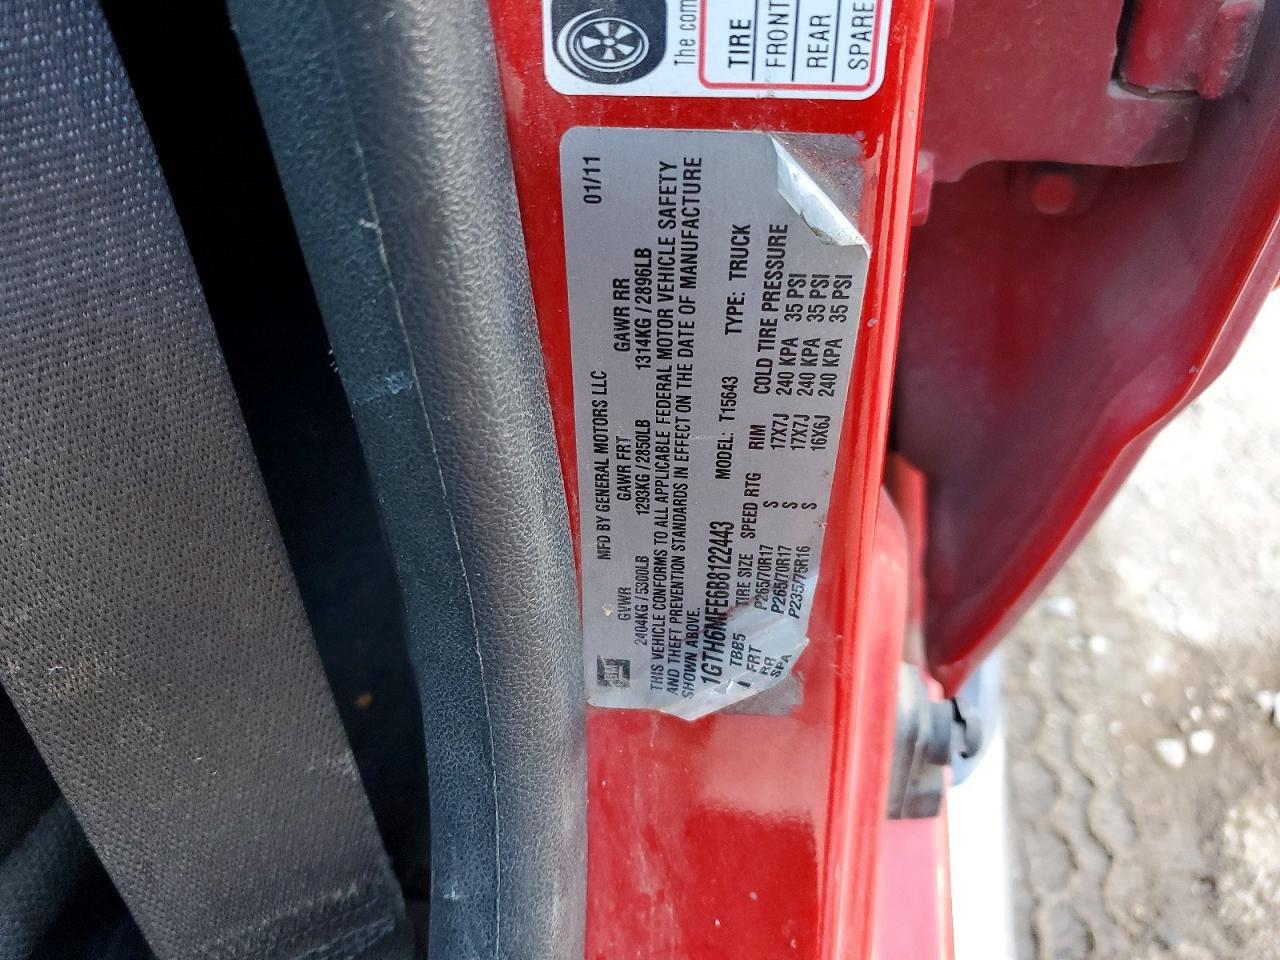 The com
TIRE
FRONT
REAR
SPARE
01/11
MFD BY GENERAL MOTORS LLC
GVWR GAWR FRT GAWR RR
2404KG / 5300LB 1293KG / 2850LB 1314KG / 2896LB
THIS VEHICLE CONFORMS TO ALL APPLICABLE FEDERAL MOTOR VEHICLE SAFETY
AND THEFT PREVENTION STANDARDS IN EFFECT ON THE DATE OF MANUFACTURE
SHOWN ABOVE.
1GTH6MFE6B8122443 MODEL: T15643 TYPE: TRUCK
TBB5 TIRE SIZE SPEED RTG RIM COLD TIRE PRESSURE
FRT P265/70R17 S 17X7J 240 KPA 35 PSI
RR P265/70R17 S 17X7J 240 KPA 35 PSI
SPA P235/75R16 S 16X6J 240 KPA 35 PSI
GM